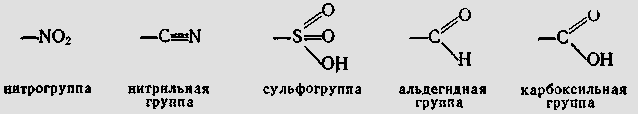 —NO₂ —C≡N —S O =O OH —C O H —C O OH
нитрогруппа нитрильная сульфогруппа альдегидная карбоксильная
группа группа группа